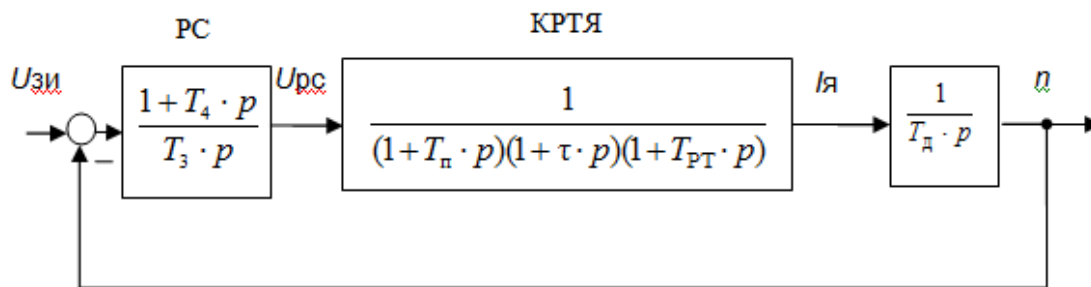 РС КРТЯ
Uзи Uрс Iя n
1 + T₄ · p
T₃ · p
1
(1 + Tп · p)(1 + τ · p)(1 + TРТ · p)
1
Tд · p
−